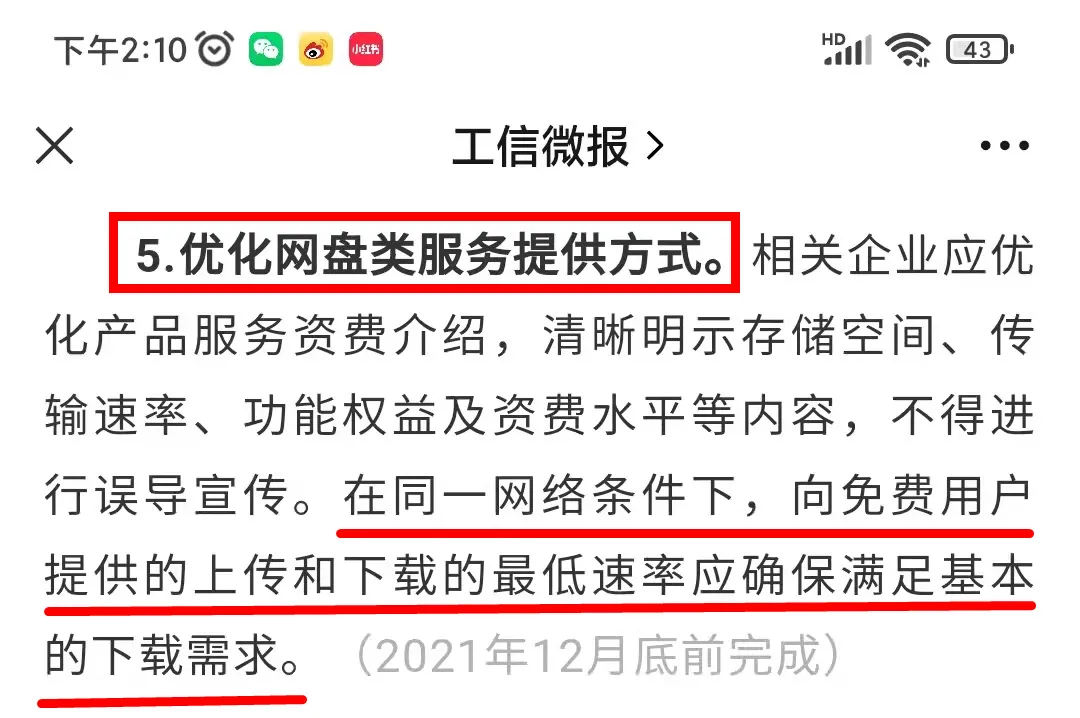 下午2:10 小红书 HD 43
工信微报
5.优化网盘类服务提供方式。相关企业应优
化产品服务资费介绍，清晰明示存储空间、传
输速率、功能权益及资费水平等内容，不得进
行误导宣传。在同一网络条件下，向免费用户
提供的上传和下载的最低速率应确保满足基本
的下载需求。（2021年12月底前完成）